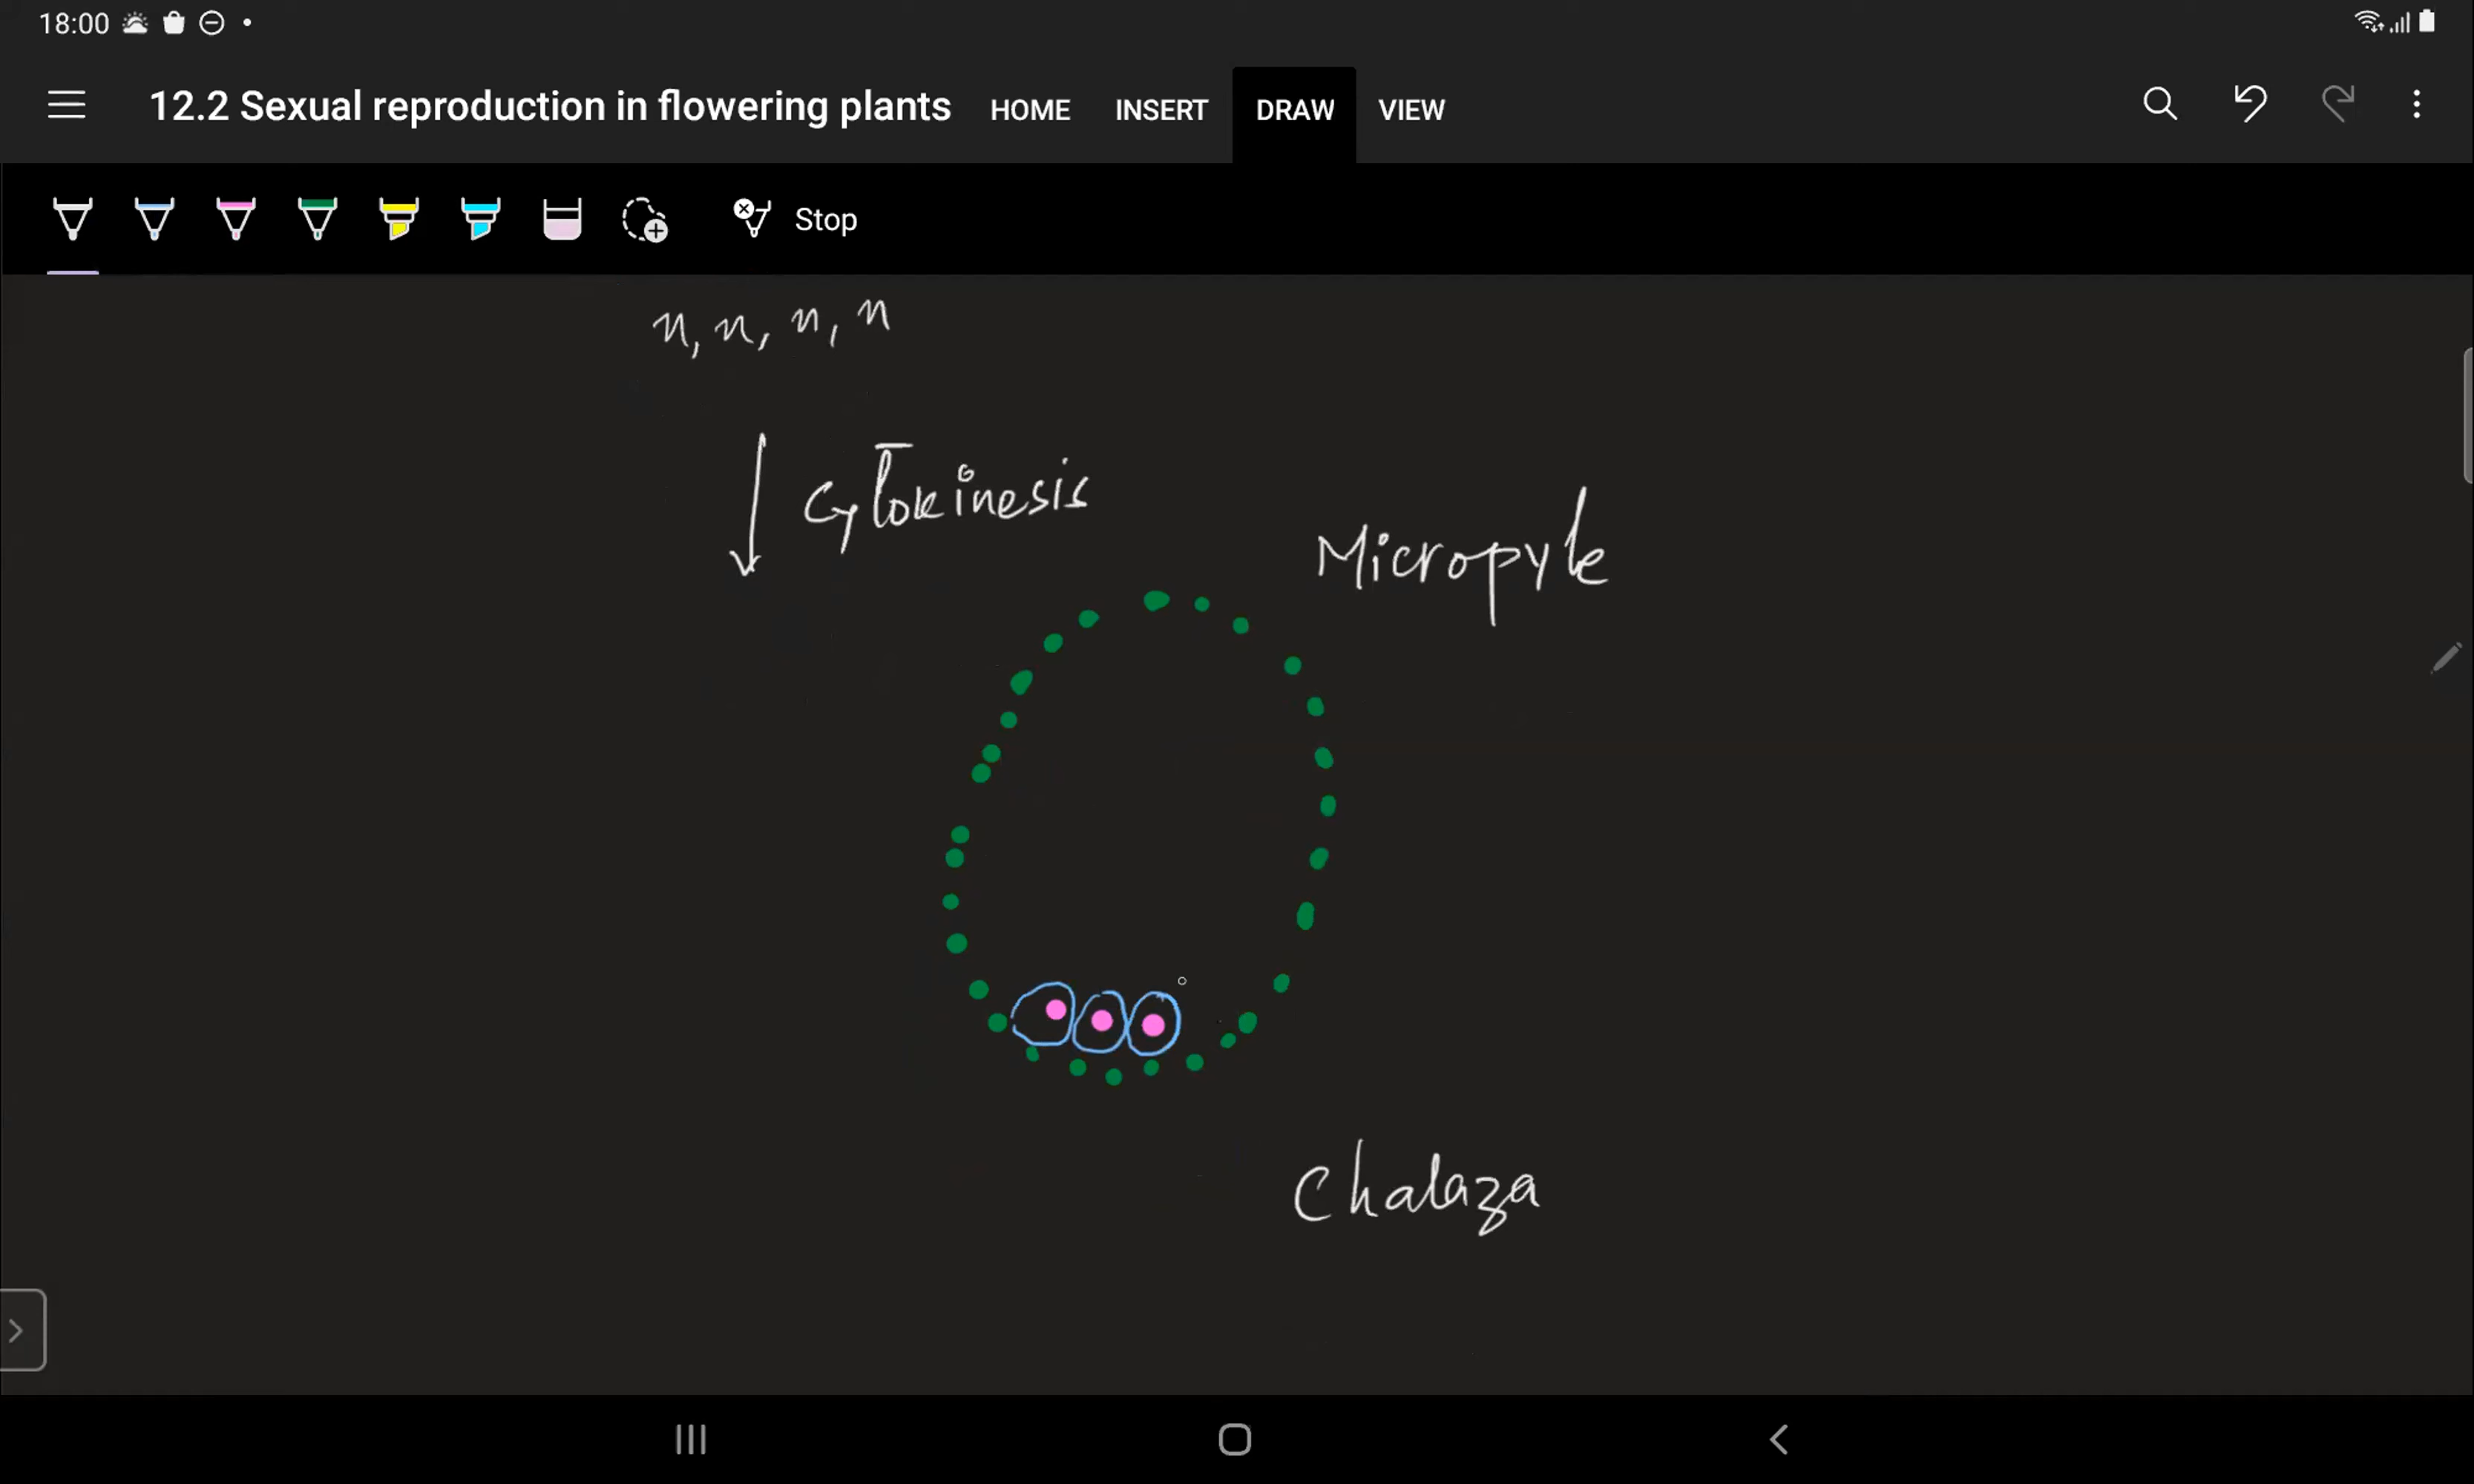 18:00
12.2 Sexual reproduction in flowering plants HOME INSERT DRAW VIEW
Stop
n, n, n, n
Cytokinesis
Micropyle
Chalaza